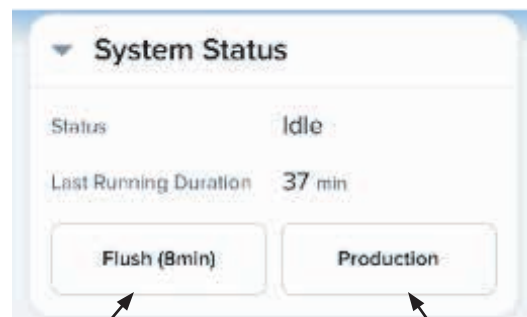 System Status
Status Idle
Last Running Duration 37 min
Flush (8min) Production